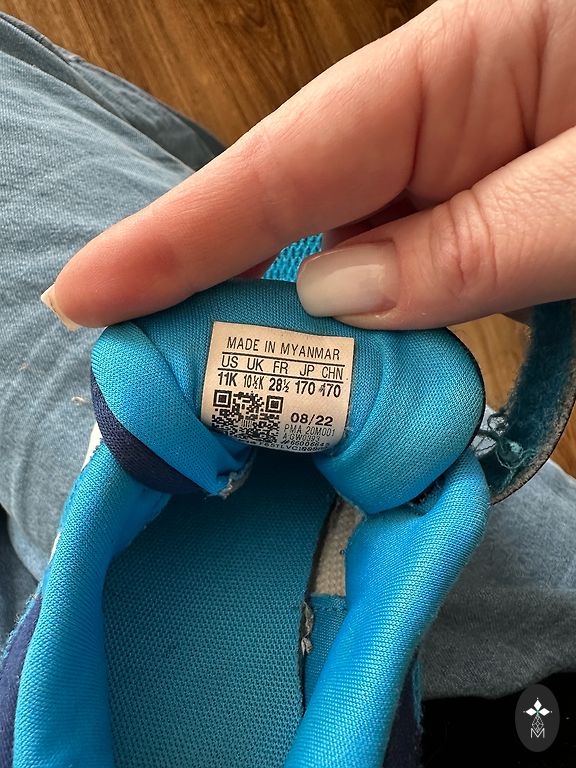 MADE IN MYANMAR
US UK FR JP CHN
11K 10½K 28½ 170 170
08/22
PMA 20M001
M